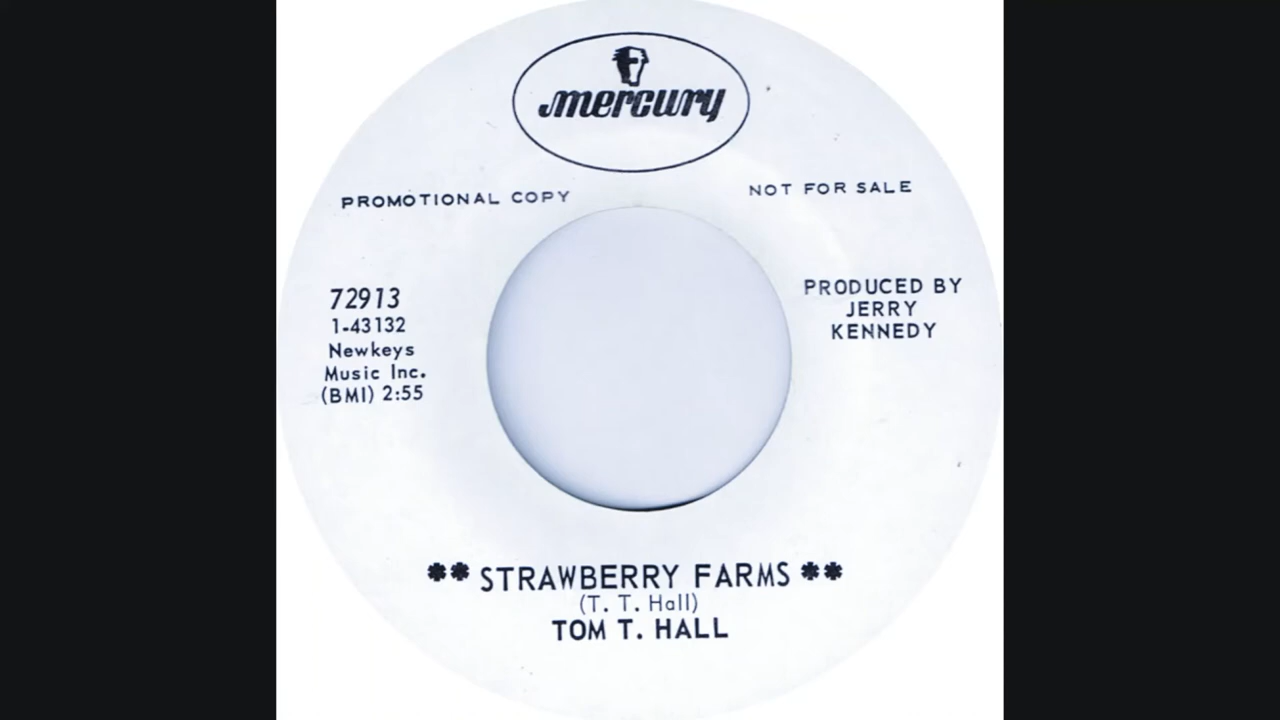 mercury
PROMOTIONAL COPY
NOT FOR SALE
72913
1-43132
Newkeys
Music Inc.
(BMI) 2:55
PRODUCED BY
JERRY
KENNEDY
** STRAWBERRY FARMS **
(T. T. Hall)
TOM T. HALL